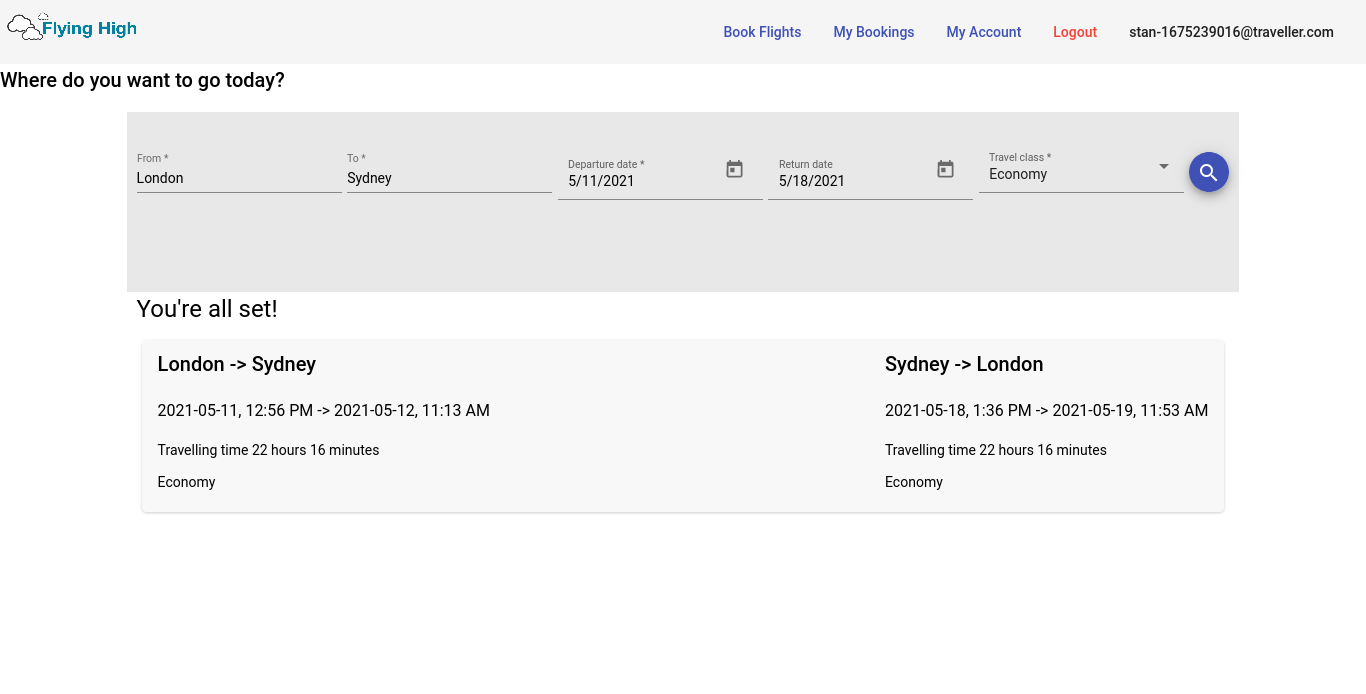 Flying High
Book Flights My Bookings My Account Logout stan-1675239016@traveller.com
Where do you want to go today?
From * To * Departure date * Return date Travel class *
London Sydney 5/11/2021 5/18/2021 Economy
You're all set!
London -> Sydney
2021-05-11, 12:56 PM -> 2021-05-12, 11:13 AM
Travelling time 22 hours 16 minutes
Economy
Sydney -> London
2021-05-18, 1:36 PM -> 2021-05-19, 11:53 AM
Travelling time 22 hours 16 minutes
Economy